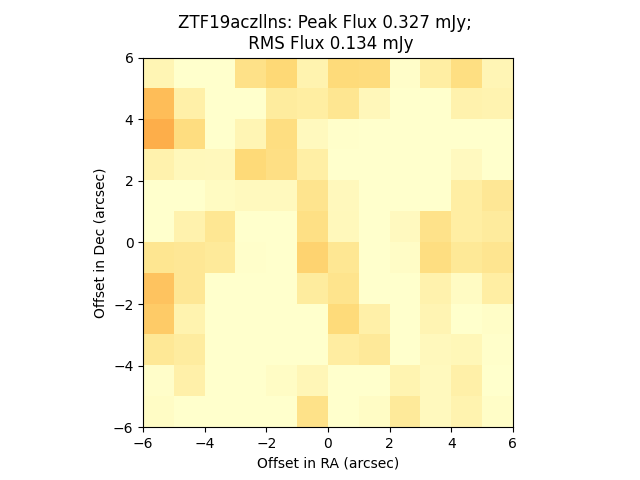 ZTF19aczllns: Peak Flux 0.327 mJy;
RMS Flux 0.134 mJy
6
4
2
0
−2
−4
−6
Offset in Dec (arcsec)
−6 −4 −2 0 2 4 6
Offset in RA (arcsec)